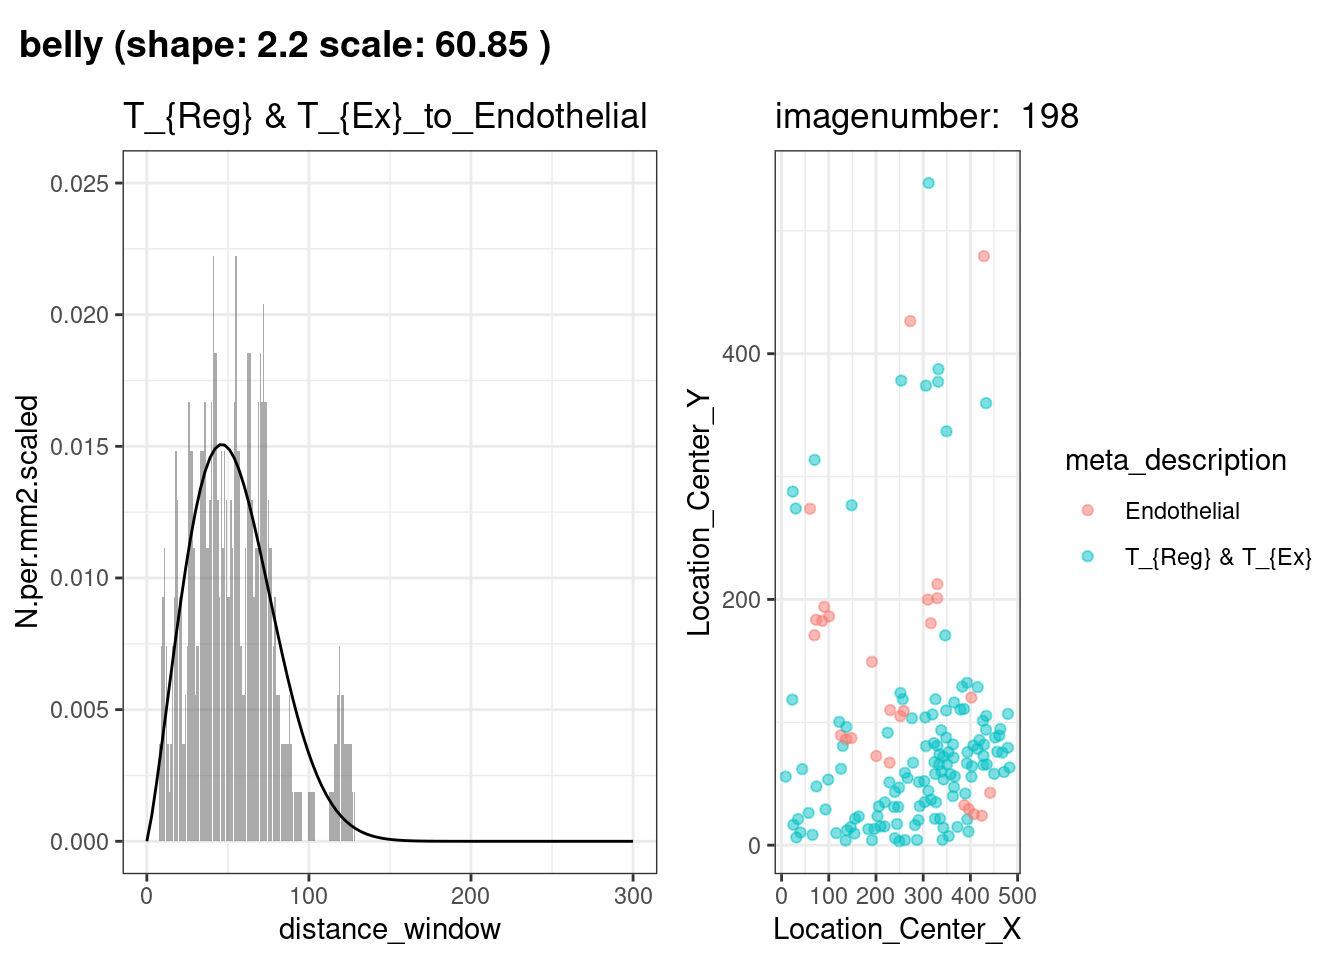 belly (shape: 2.2 scale: 60.85 )
T_{Reg} & T_{Ex}_to_Endothelial
0.025
0.020
0.015
0.010
0.005
0.000
N.per.mm2.scaled
0 100 200 300
distance_window
imagenumber:  198
400
200
0
Location_Center_Y
0 100 200 300 400 500
Location_Center_X
meta_description
Endothelial
T_{Reg} & T_{Ex}